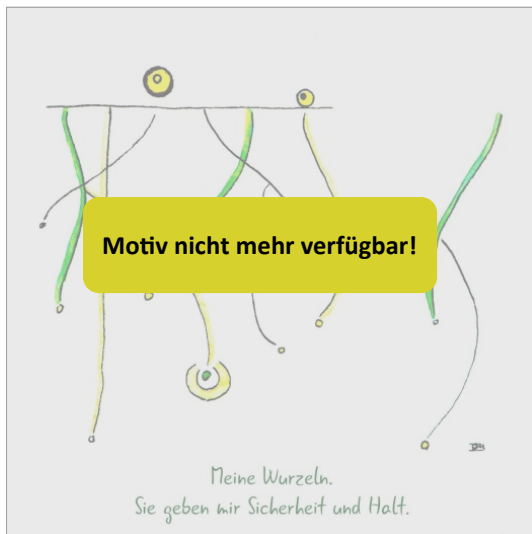 Motiv nicht mehr verfügbar!
Meine Wurzeln.
Sie geben mir Sicherheit und Halt.